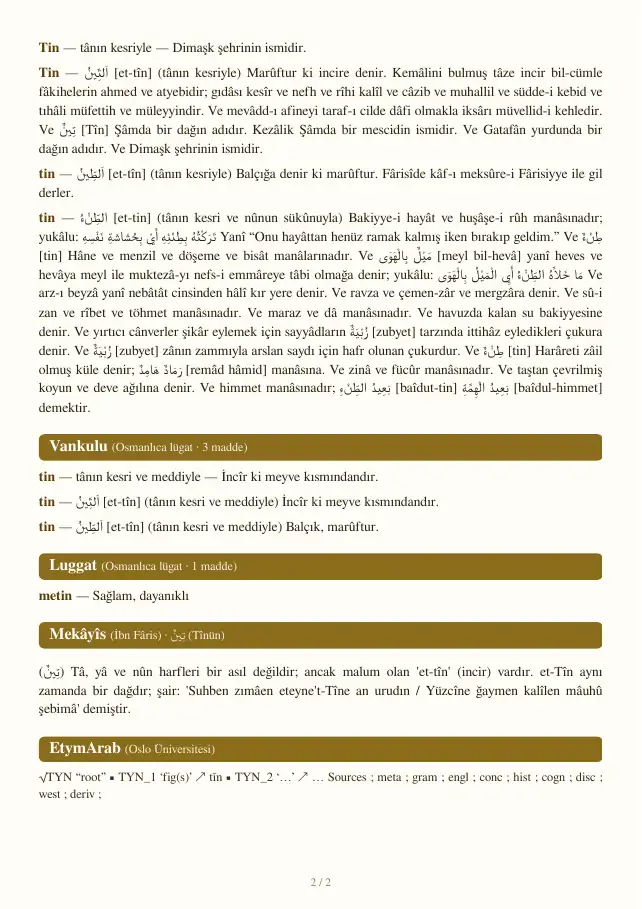 Tin — tânın kesriyle — Dimaşk şehrinin ismidir.
Tin — اَلتِّينُ [et-tîn] (tânın kesriyle) Marûftur ki incire denir. Kemâlini bulmuş tâze incir bil-cümle
fâkihelerin ahmed ve atyebidir; gıdâsı kesîr ve nefh ve rîhi kalîl ve câzib ve muhallil ve südde-i kebid ve
tıhâli müfettih ve müleyyindir. Ve mevâdd-ı afineyi taraf-ı cilde dâfi olmakla iksârı müvellid-i kehledir.
Ve تِينٌ [Tîn] Şâmda bir dağın adıdır. Kezâlik Şâmda bir mescidin ismidir. Ve Gatafân yurdunda bir
dağın adıdır. Ve Dimaşk şehrinin ismidir.
tin — اَلطِّينُ [et-tîn] (tânın kesriyle) Balçığa denir ki marûftur. Fârisîde kâf-ı meksûre-i Fârisiyye ile gil
derler.
tin — اَلطِّنْءُ [et-tin] (tânın kesri ve nûnun sükûnuyla) Bakiyye-i hayât ve huşâşe-i rûh manâsınadır;
yukâlu: تَرَكْتُهُ بِطِنْئِهِ أَيْ بِحُشَاشَةِ نَفْسِهِ Yanî “Onu hayâttan henüz ramak kalmış iken bırakıp geldim.” Ve طِنْءٌ
[tin] Hâne ve menzil ve döşeme ve bisât manâlarınadır. Ve مَيْلٌ بِالْهَوَى [meyl bil-hevâ] yanî heves ve
hevâya meyl ile muktezâ-yı nefs-i emmâreye tâbi olmağa denir; yukâlu: مَا خَلاَهُ الطِّنْءُ أَيِ الْمَيْلُ بِالْهَوَى Ve
arz-ı beyzâ yanî nebâtât cinsinden hâlî kır yere denir. Ve ravza ve çemen-zâr ve mergzâra denir. Ve sû-i
zan ve rîbet ve töhmet manâsınadır. Ve maraz ve dâ manâsınadır. Ve havuzda kalan su bakiyyesine
denir. Ve yırtıcı cânverler şikâr eylemek için sayyâdların زُبْيَةٌ [zubyet] tarzında ittihâz eyledikleri çukura
denir. Ve زُبْيَةٌ [zubyet] zânın zammıyla arslan saydı için hafr olunan çukurdur. Ve طِنْءٌ [tin] Harâreti zâil
olmuş küle denir; رَمَادٌ هَامِدٌ [remâd hâmid] manâsına. Ve zinâ ve fücûr manâsınadır. Ve taştan çevrilmiş
koyun ve deve ağılına denir. Ve himmet manâsınadır; بَعِيدُ الطِّنْءِ [baîdut-tin] بَعِيدُ الْهِمَّةِ [baîdul-himmet]
demektir.
Vankulu (Osmanlıca lügat · 3 madde)
tin — tânın kesri ve meddiyle — İncîr ki meyve kısmındandır.
tin — اَلتِّينُ [et-tîn] (tânın kesri ve meddiyle) İncîr ki meyve kısmındandır.
tin — اَلطِّينُ [et-tîn] (tânın kesri ve meddiyle) Balçık, marûftur.
Luggat (Osmanlıca lügat · 1 madde)
metin — Sağlam, dayanıklı
Mekâyîs (İbn Fâris) · تِينٌ (Tînün)
(تِينٌ) Tâ, yâ ve nûn harfleri bir asıl değildir; ancak malum olan 'et-tîn' (incir) vardır. et-Tîn aynı
zamanda bir dağdır; şair: 'Suhben zımâen eteyne't-Tîne an urudın / Yüzcîne ğaymen kalîlen mâuhû
şebimâ' demiştir.
EtymArab (Oslo Üniversitesi)
√TYN “root” ▪ TYN_1 ‘fig(s)’ ↗ tīn ▪ TYN_2 ‘…’ ↗ … Sources ; meta ; gram ; engl ; conc ; hist ; cogn ; disc ;
west ; deriv ;
2 / 2